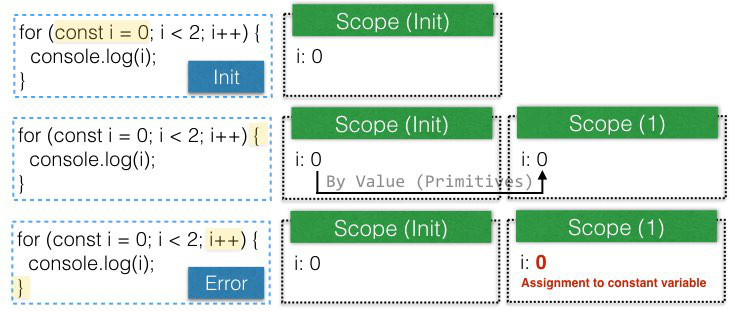 for (const i = 0; i < 2; i++) {
console.log(i);
}
Init
Scope (Init)
i: 0
for (const i = 0; i < 2; i++) {
console.log(i);
}
Scope (Init)
i: 0
By Value (Primitives)
Scope (1)
i: 0
for (const i = 0; i < 2; i++) {
console.log(i);
}
Error
Scope (Init)
i: 0
Scope (1)
i: 0
Assignment to constant variable